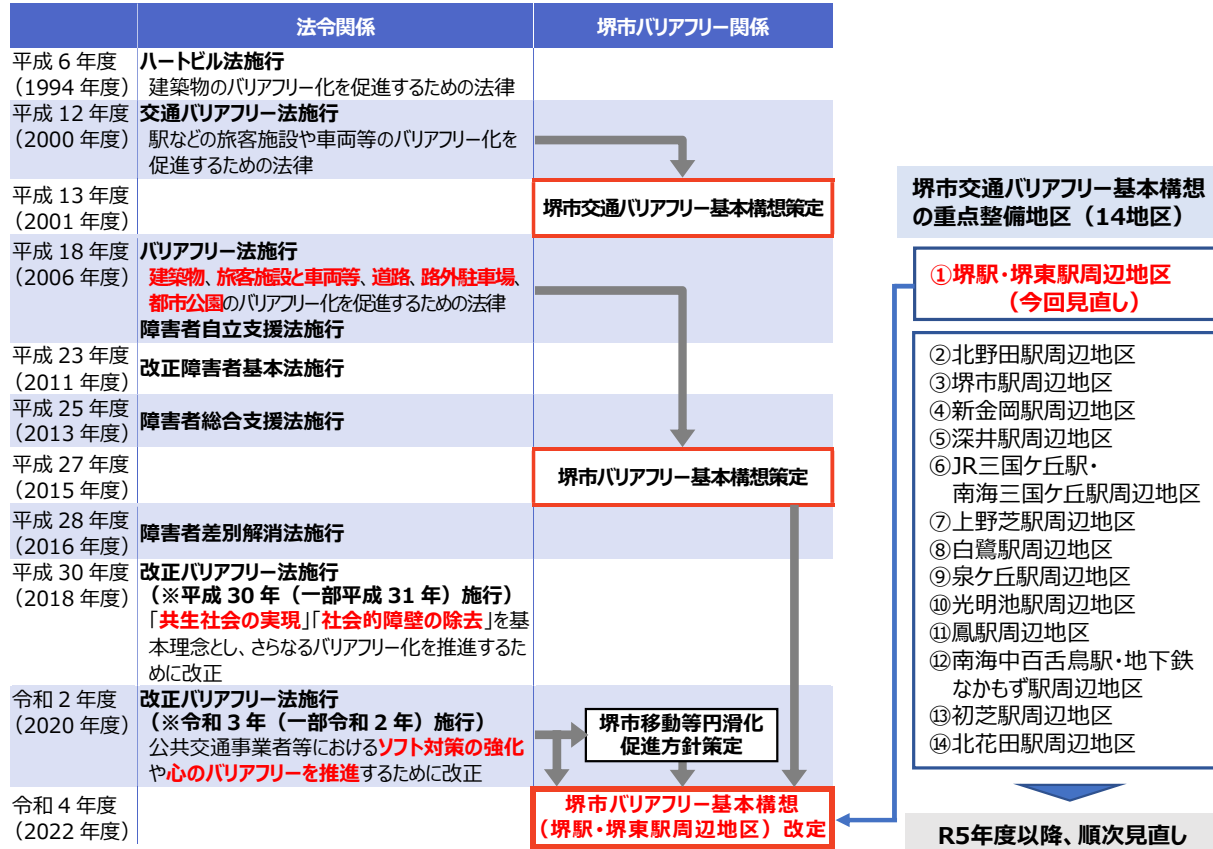 法令関係 堺市バリアフリー関係
平成 6 年度 ハートビル法施行
（1994 年度） 建築物のバリアフリー化を促進するための法律
平成 12 年度 交通バリアフリー法施行
（2000 年度） 駅などの旅客施設や車両等のバリアフリー化を
促進するための法律
平成 13 年度
（2001 年度）
堺市交通バリアフリー基本構想策定
平成 18 年度 バリアフリー法施行
（2006 年度） 建築物、旅客施設と車両等、道路、路外駐車場、
都市公園のバリアフリー化を促進するための法律
障害者自立支援法施行
平成 23 年度
（2011 年度）
改正障害者基本法施行
平成 25 年度
（2013 年度）
障害者総合支援法施行
平成 27 年度
（2015 年度）
堺市バリアフリー基本構想策定
平成 28 年度
（2016 年度）
障害者差別解消法施行
平成 30 年度 改正バリアフリー法施行
（2018 年度） （※平成 30 年（一部平成 31 年）施行）
「共生社会の実現」「社会的障壁の除去」を基
本理念とし、さらなるバリアフリー化を推進するた
めに改正
令和 2 年度 改正バリアフリー法施行
（2020 年度） （※令和 3 年（一部令和 2 年）施行）
公共交通事業者等におけるソフト対策の強化
や心のバリアフリーを推進するために改正
堺市移動等円滑化
促進方針策定
令和 4 年度
（2022 年度）
堺市バリアフリー基本構想
（堺駅・堺東駅周辺地区）改定
堺市交通バリアフリー基本構想
の重点整備地区（14地区）
①堺駅・堺東駅周辺地区
（今回見直し）
②北野田駅周辺地区
③堺市駅周辺地区
④新金岡駅周辺地区
⑤深井駅周辺地区
⑥JR三国ケ丘駅・
南海三国ケ丘駅周辺地区
⑦上野芝駅周辺地区
⑧白鷺駅周辺地区
⑨泉ケ丘駅周辺地区
⑩光明池駅周辺地区
⑪鳳駅周辺地区
⑫南海中百舌鳥駅・地下鉄
なかもず駅周辺地区
⑬初芝駅周辺地区
⑭北花田駅周辺地区
R5年度以降、順次見直し